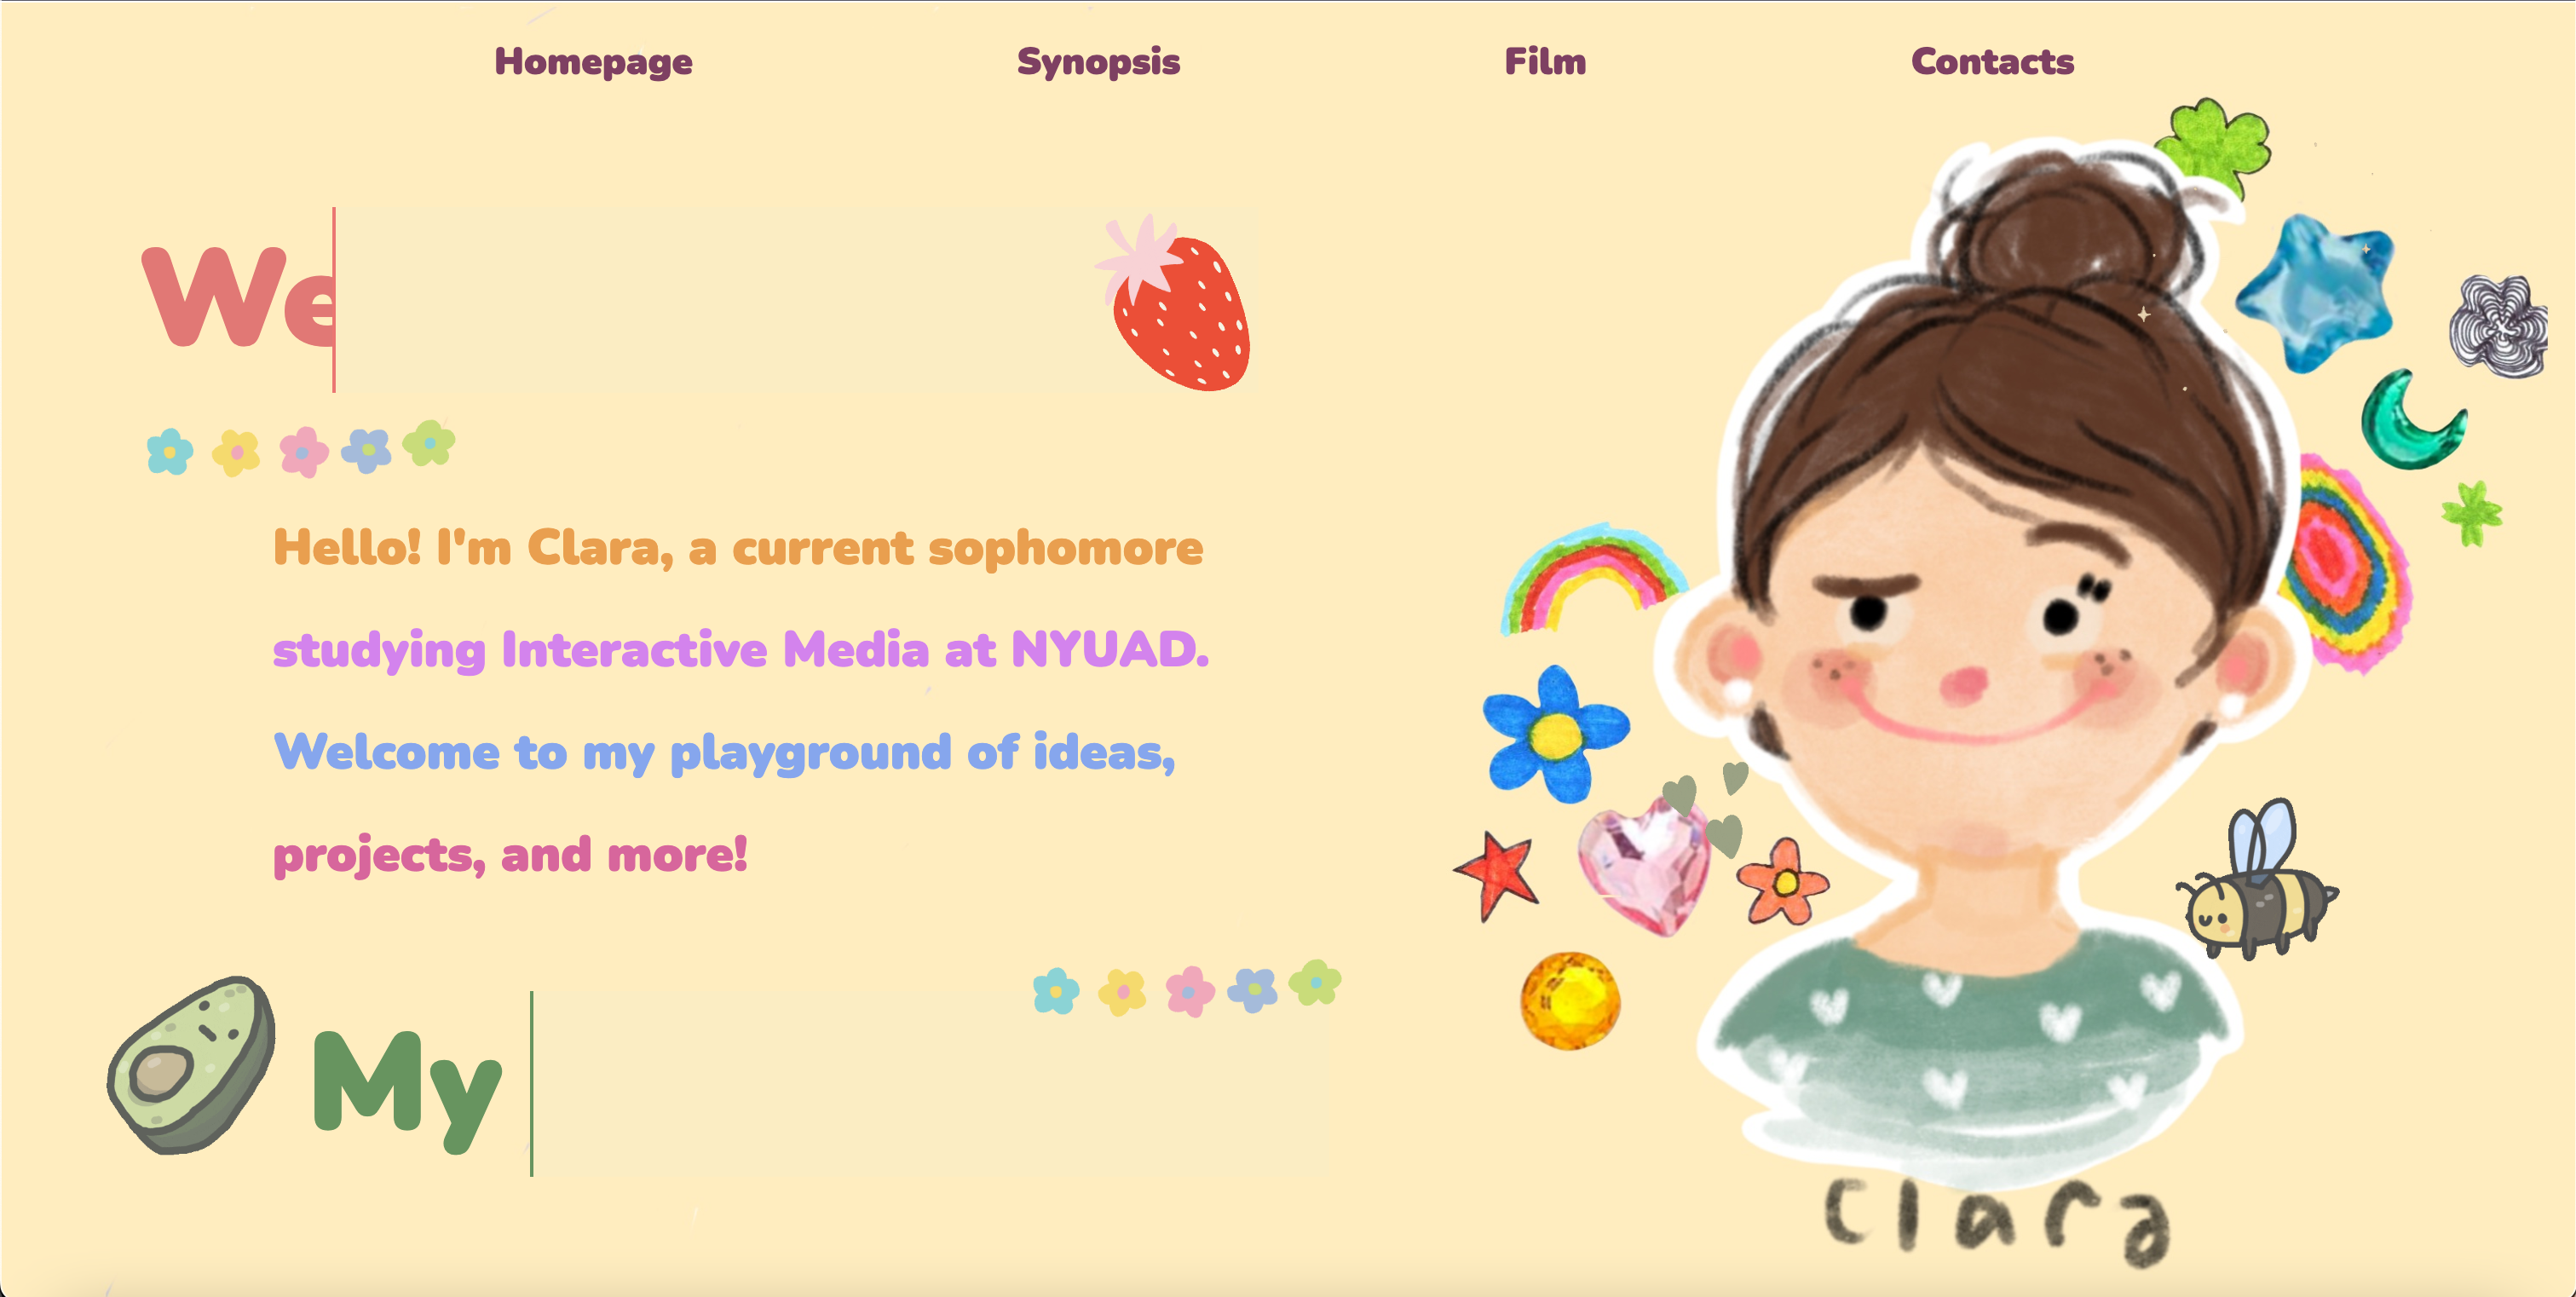 Homepage Synopsis Film Contacts
We
Hello! I'm Clara, a current sophomore
studying Interactive Media at NYUAD.
Welcome to my playground of ideas,
projects, and more!
My
clara